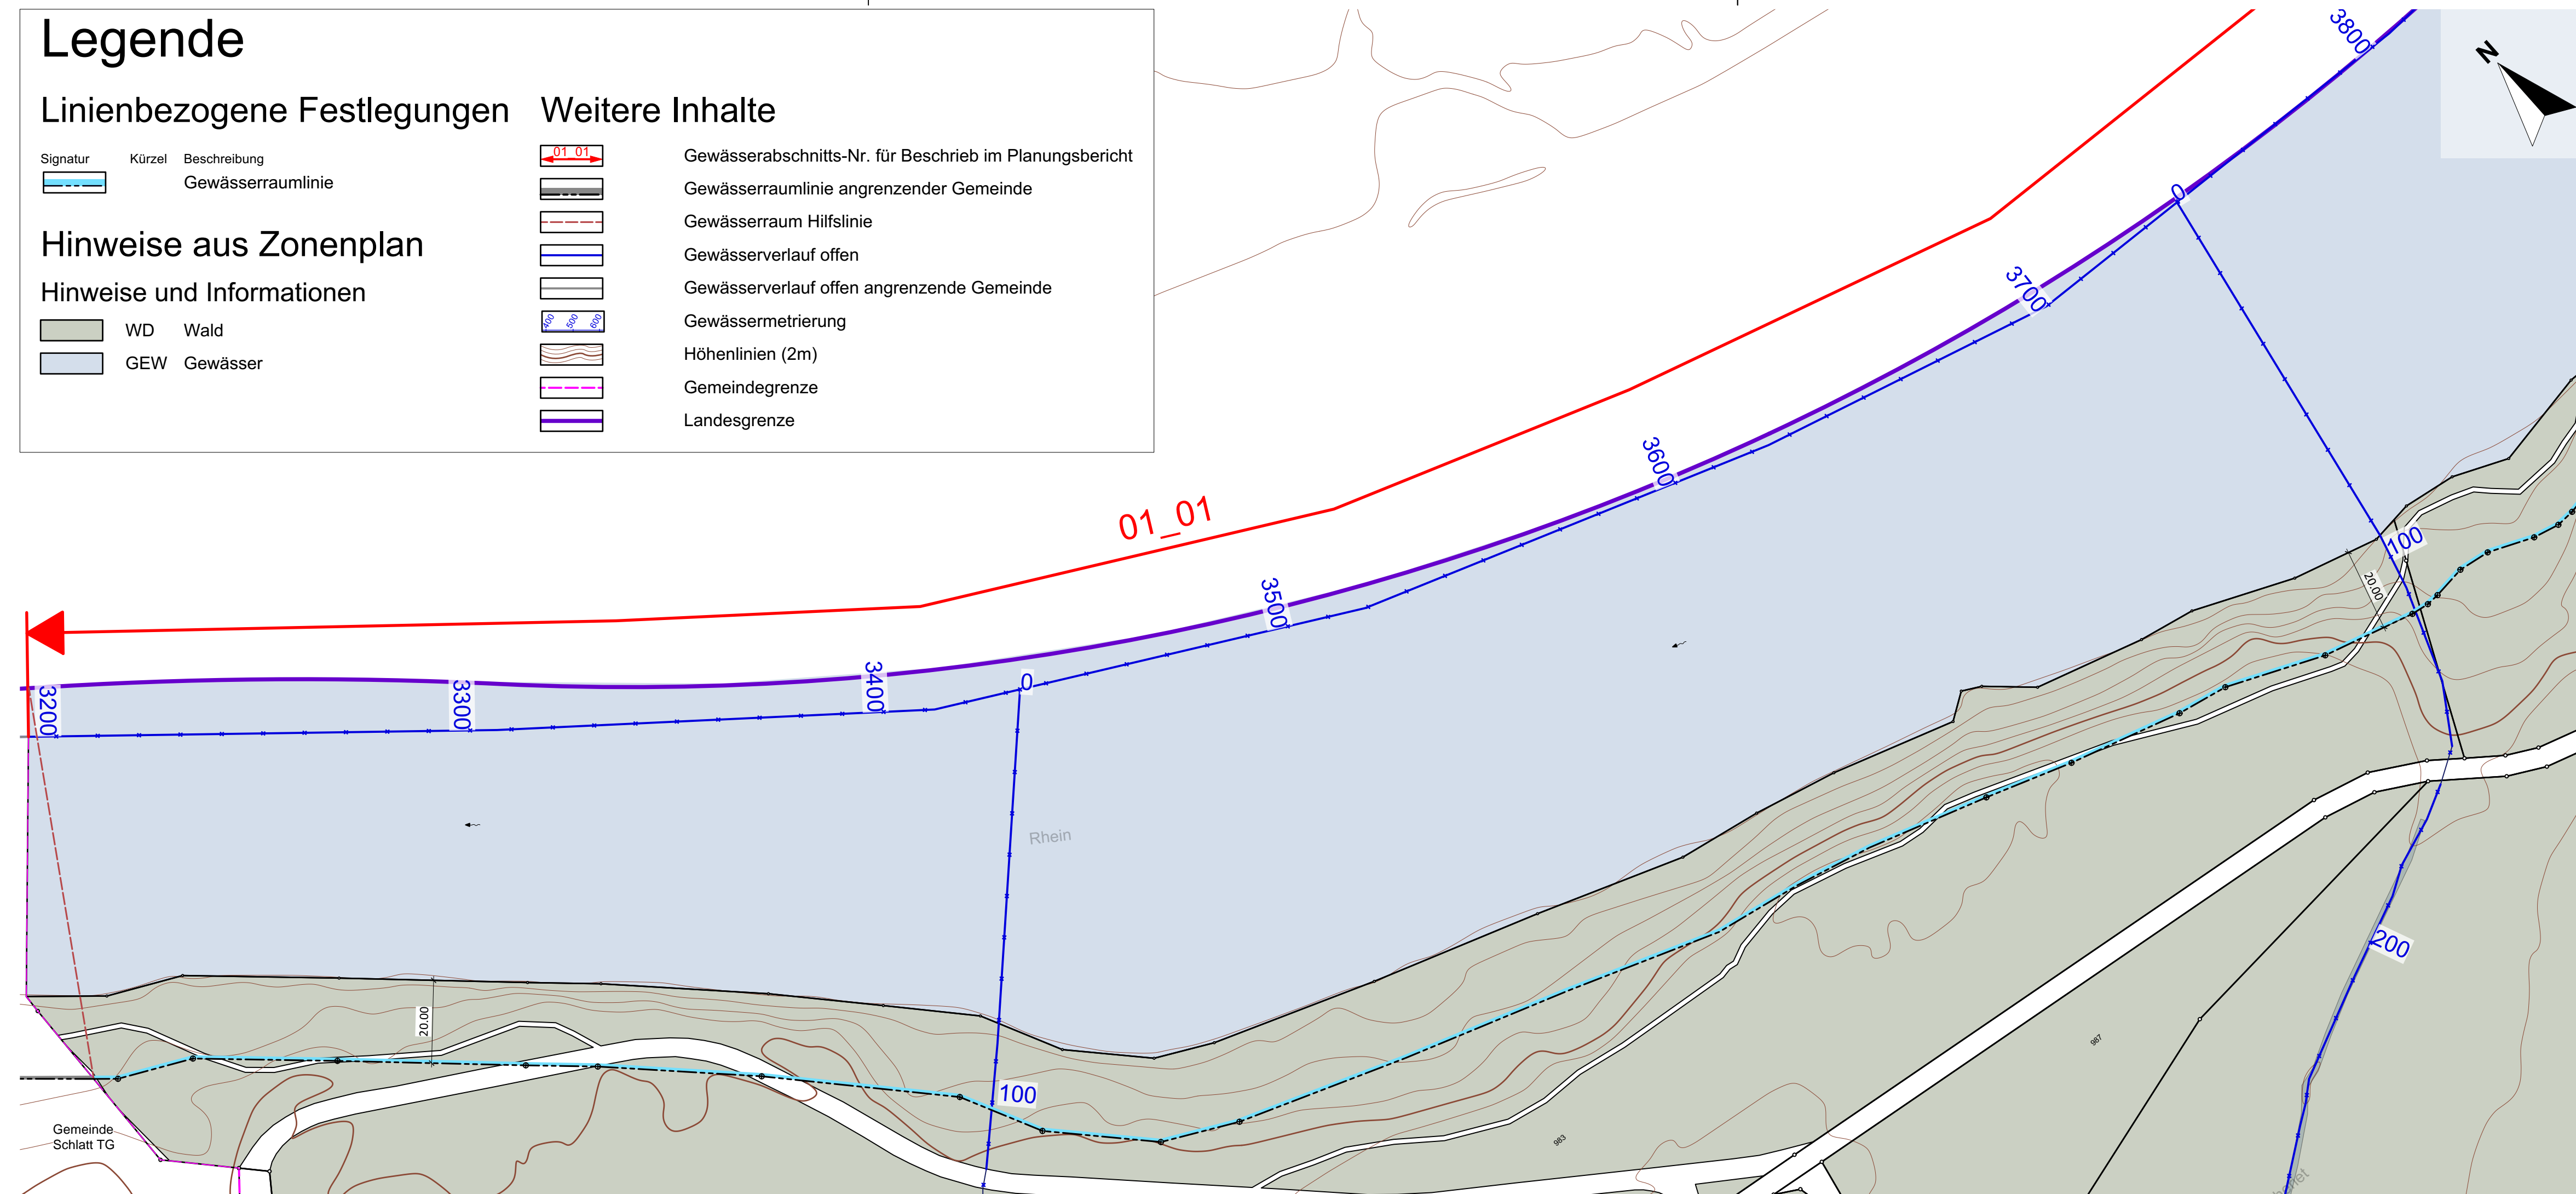 Legende
Linienbezogene Festlegungen
Signatur Kürzel Beschreibung
Gewässerraumlinie
Hinweise aus Zonenplan
Hinweise und Informationen
WD Wald
GEW Gewässer
Weitere Inhalte
01_01 Gewässerabschnitts-Nr. für Beschrieb im Planungsbericht
Gewässerraumlinie angrenzender Gemeinde
Gewässerraum Hilfslinie
Gewässerverlauf offen
Gewässerverlauf offen angrenzende Gemeinde
400 500 600 Gewässermetrierung
Höhenlinien (2m)
Gemeindegrenze
Landesgrenze
N
3800
0
3700
3600
01_01
3500
100
20.00
3400
0
3300
3200
Rhein
200
20.00
987
100
983
Gemeinde
Schlatt TG